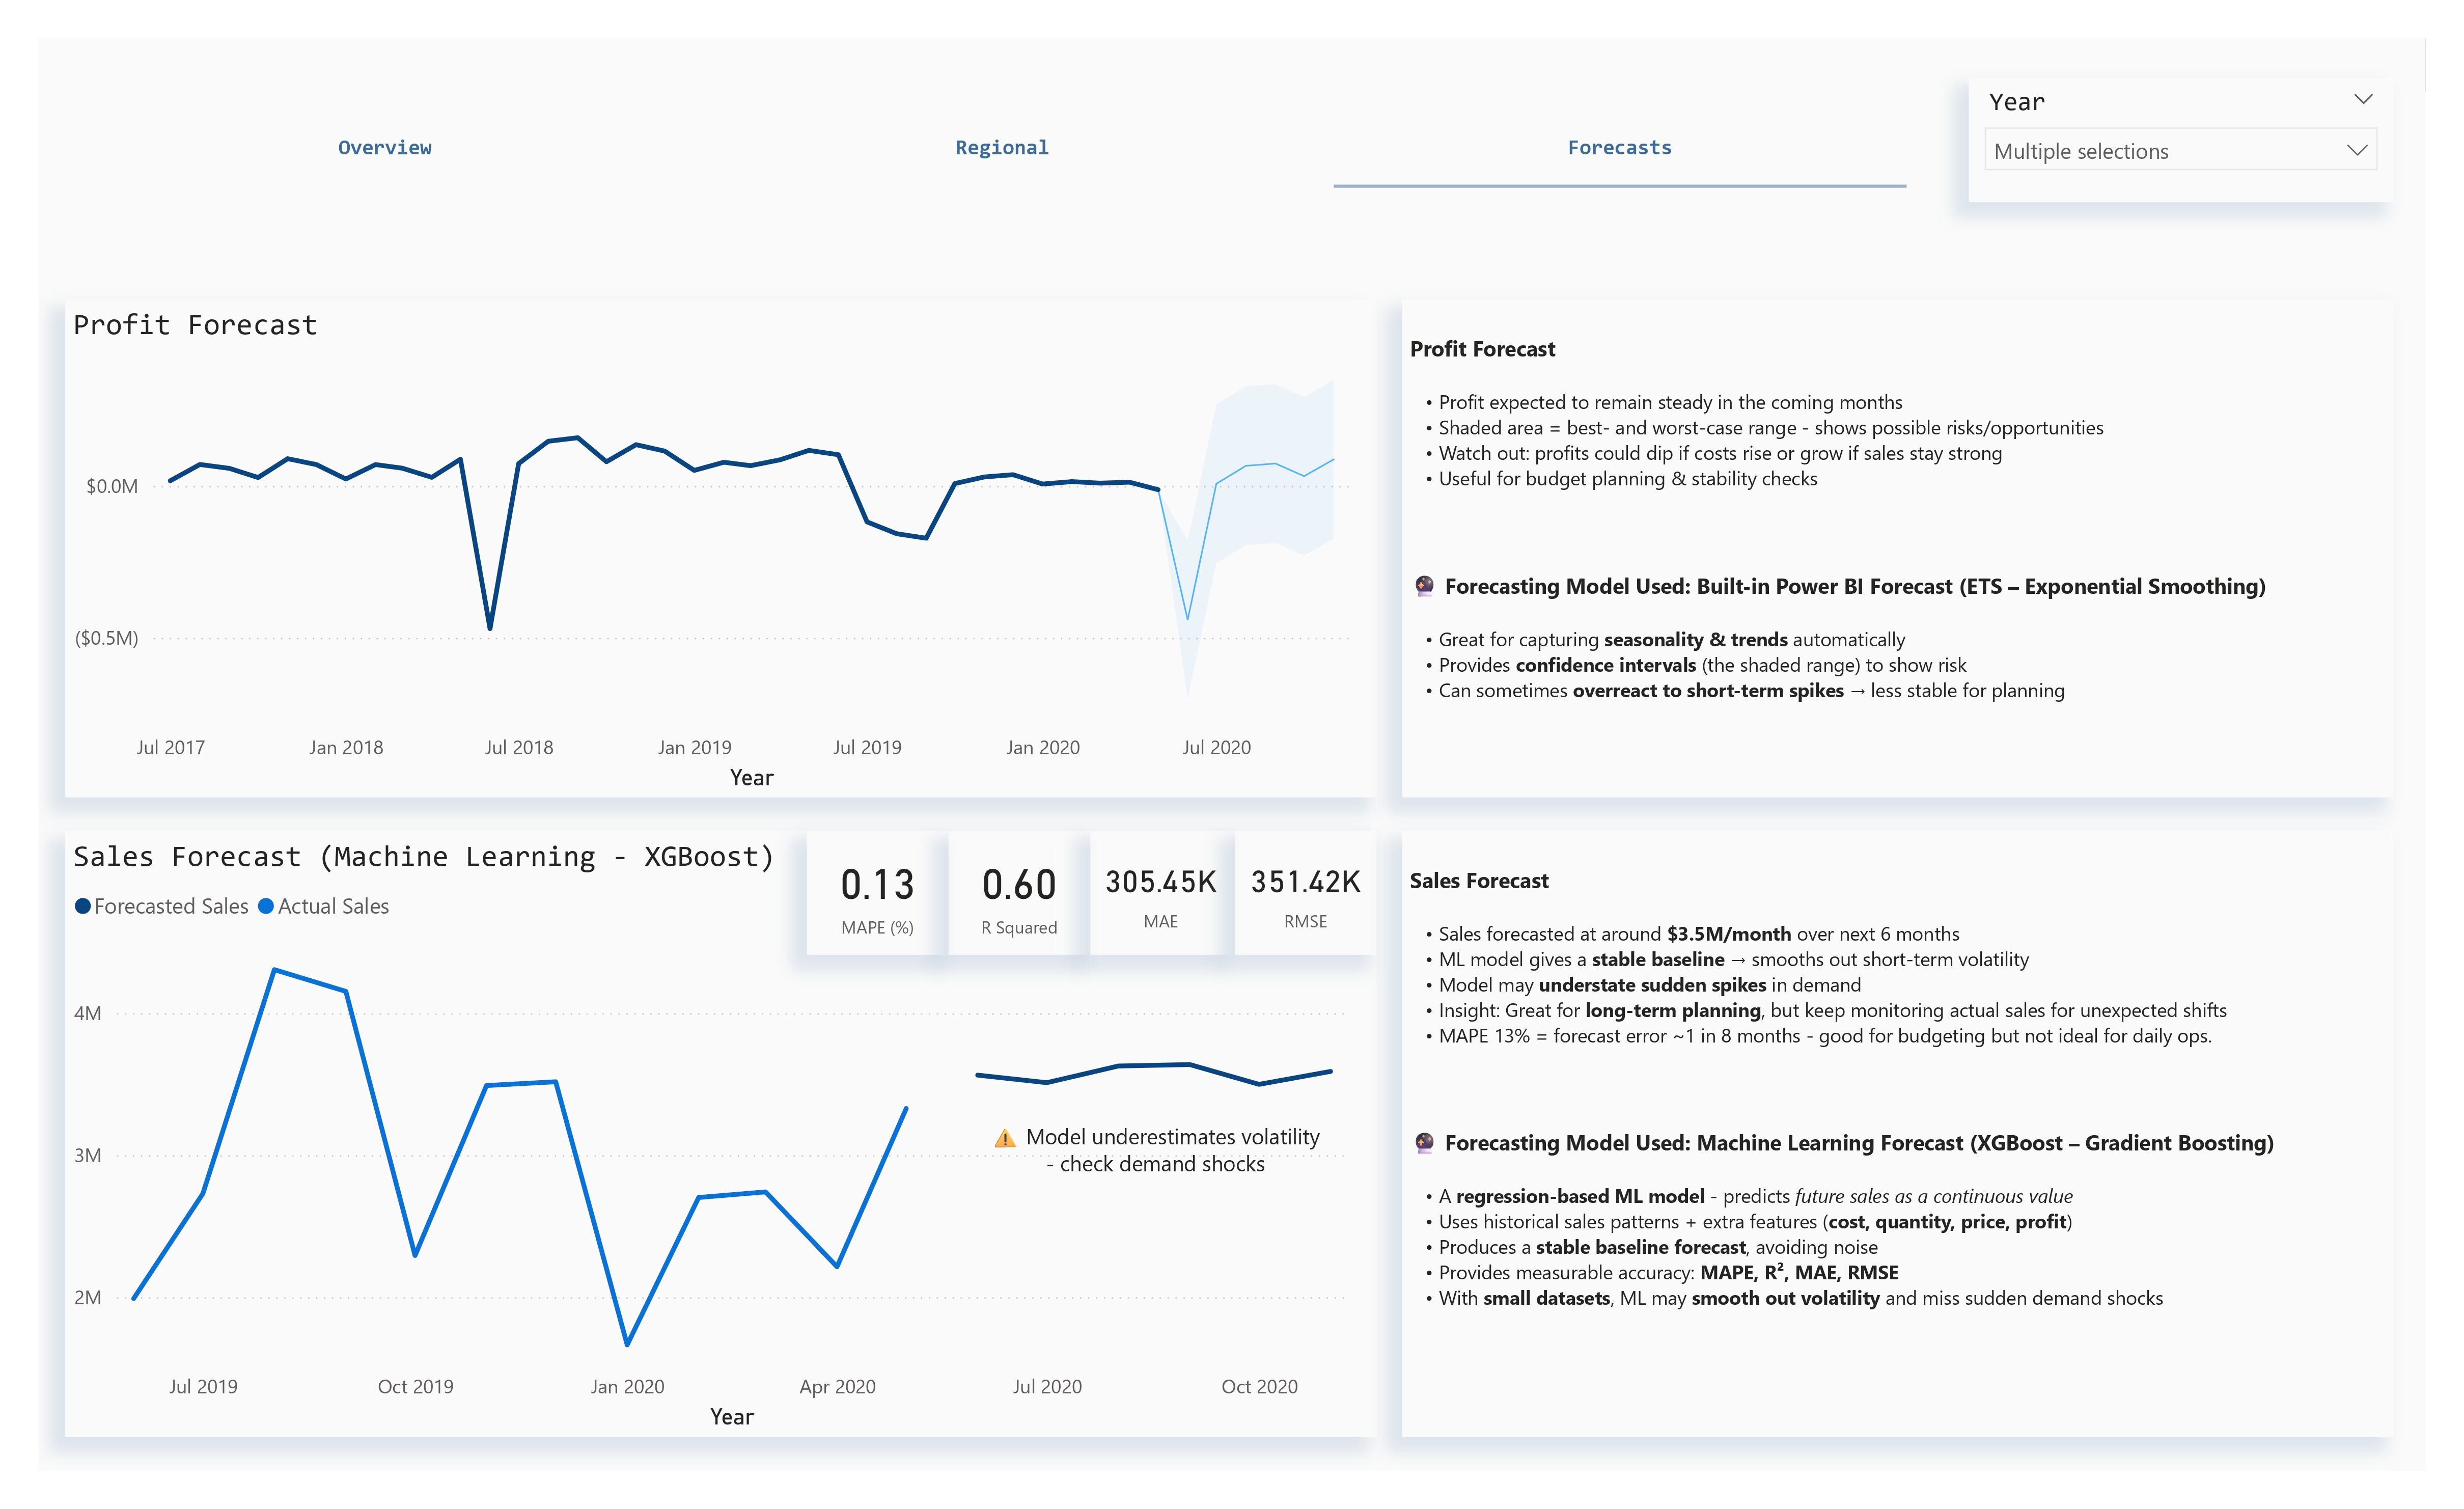 Overview
Regional
Forecasts
Year
Multiple selections
Profit Forecast
$0.0M
($0.5M)
Jul 2017
Jan 2018
Jul 2018
Jan 2019
Jul 2019
Jan 2020
Jul 2020
Year
Profit Forecast
• Profit expected to remain steady in the coming months
• Shaded area = best- and worst-case range - shows possible risks/opportunities
• Watch out: profits could dip if costs rise or grow if sales stay strong
• Useful for budget planning & stability checks
🔮 Forecasting Model Used: Built-in Power BI Forecast (ETS – Exponential Smoothing)
• Great for capturing seasonality & trends automatically
• Provides confidence intervals (the shaded range) to show risk
• Can sometimes overreact to short-term spikes → less stable for planning
Sales Forecast (Machine Learning - XGBoost)
Forecasted Sales
Actual Sales
0.13
MAPE (%)
0.60
R Squared
305.45K
MAE
351.42K
RMSE
4M
3M
2M
⚠️ Model underestimates volatility
- check demand shocks
Jul 2019
Oct 2019
Jan 2020
Apr 2020
Jul 2020
Oct 2020
Year
Sales Forecast
• Sales forecasted at around $3.5M/month over next 6 months
• ML model gives a stable baseline → smooths out short-term volatility
• Model may understate sudden spikes in demand
• Insight: Great for long-term planning, but keep monitoring actual sales for unexpected shifts
• MAPE 13% = forecast error ~1 in 8 months - good for budgeting but not ideal for daily ops.
🔮 Forecasting Model Used: Machine Learning Forecast (XGBoost – Gradient Boosting)
• A regression-based ML model - predicts future sales as a continuous value
• Uses historical sales patterns + extra features (cost, quantity, price, profit)
• Produces a stable baseline forecast, avoiding noise
• Provides measurable accuracy: MAPE, R², MAE, RMSE
• With small datasets, ML may smooth out volatility and miss sudden demand shocks